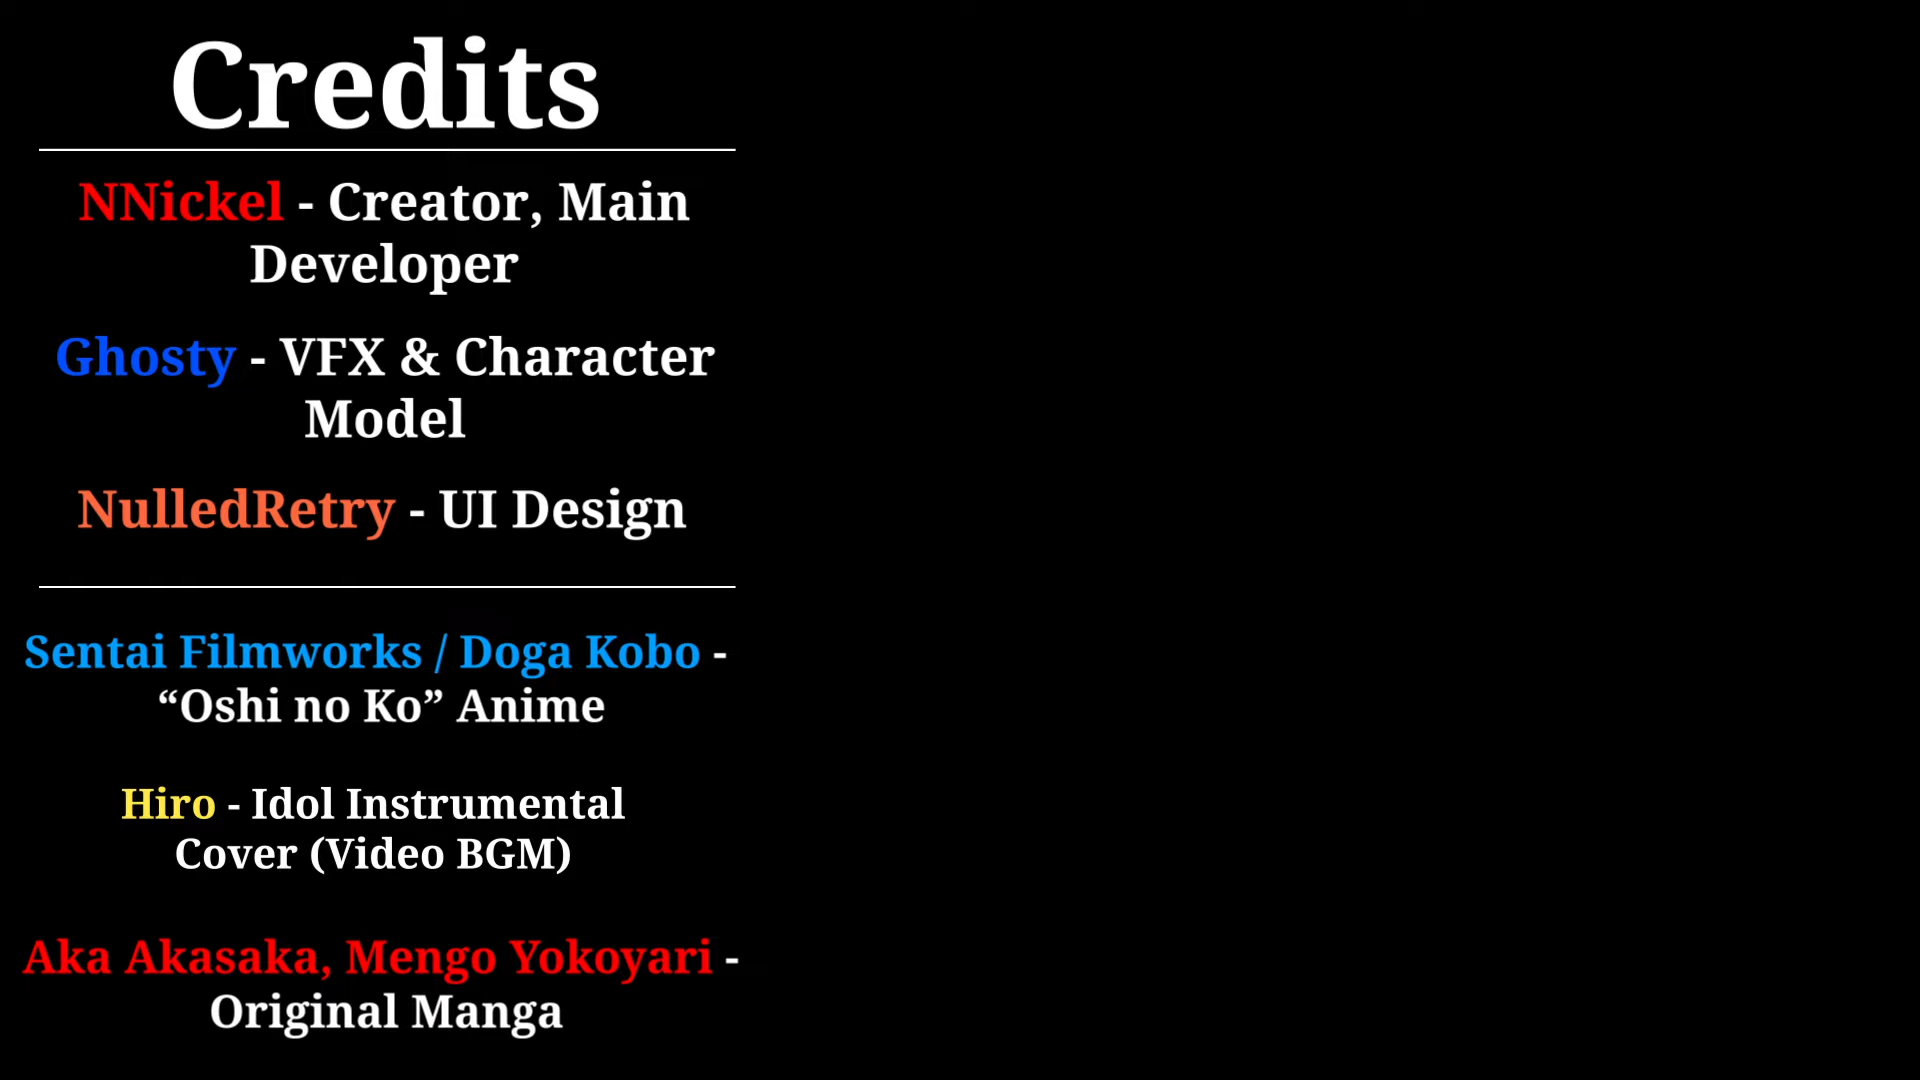 Credits
NNickel - Creator, Main
Developer
Ghosty - VFX & Character
Model
NulledRetry - UI Design
Sentai Filmworks / Doga Kobo -
“Oshi no Ko” Anime
Hiro - Idol Instrumental
Cover (Video BGM)
Aka Akasaka, Mengo Yokoyari -
Original Manga